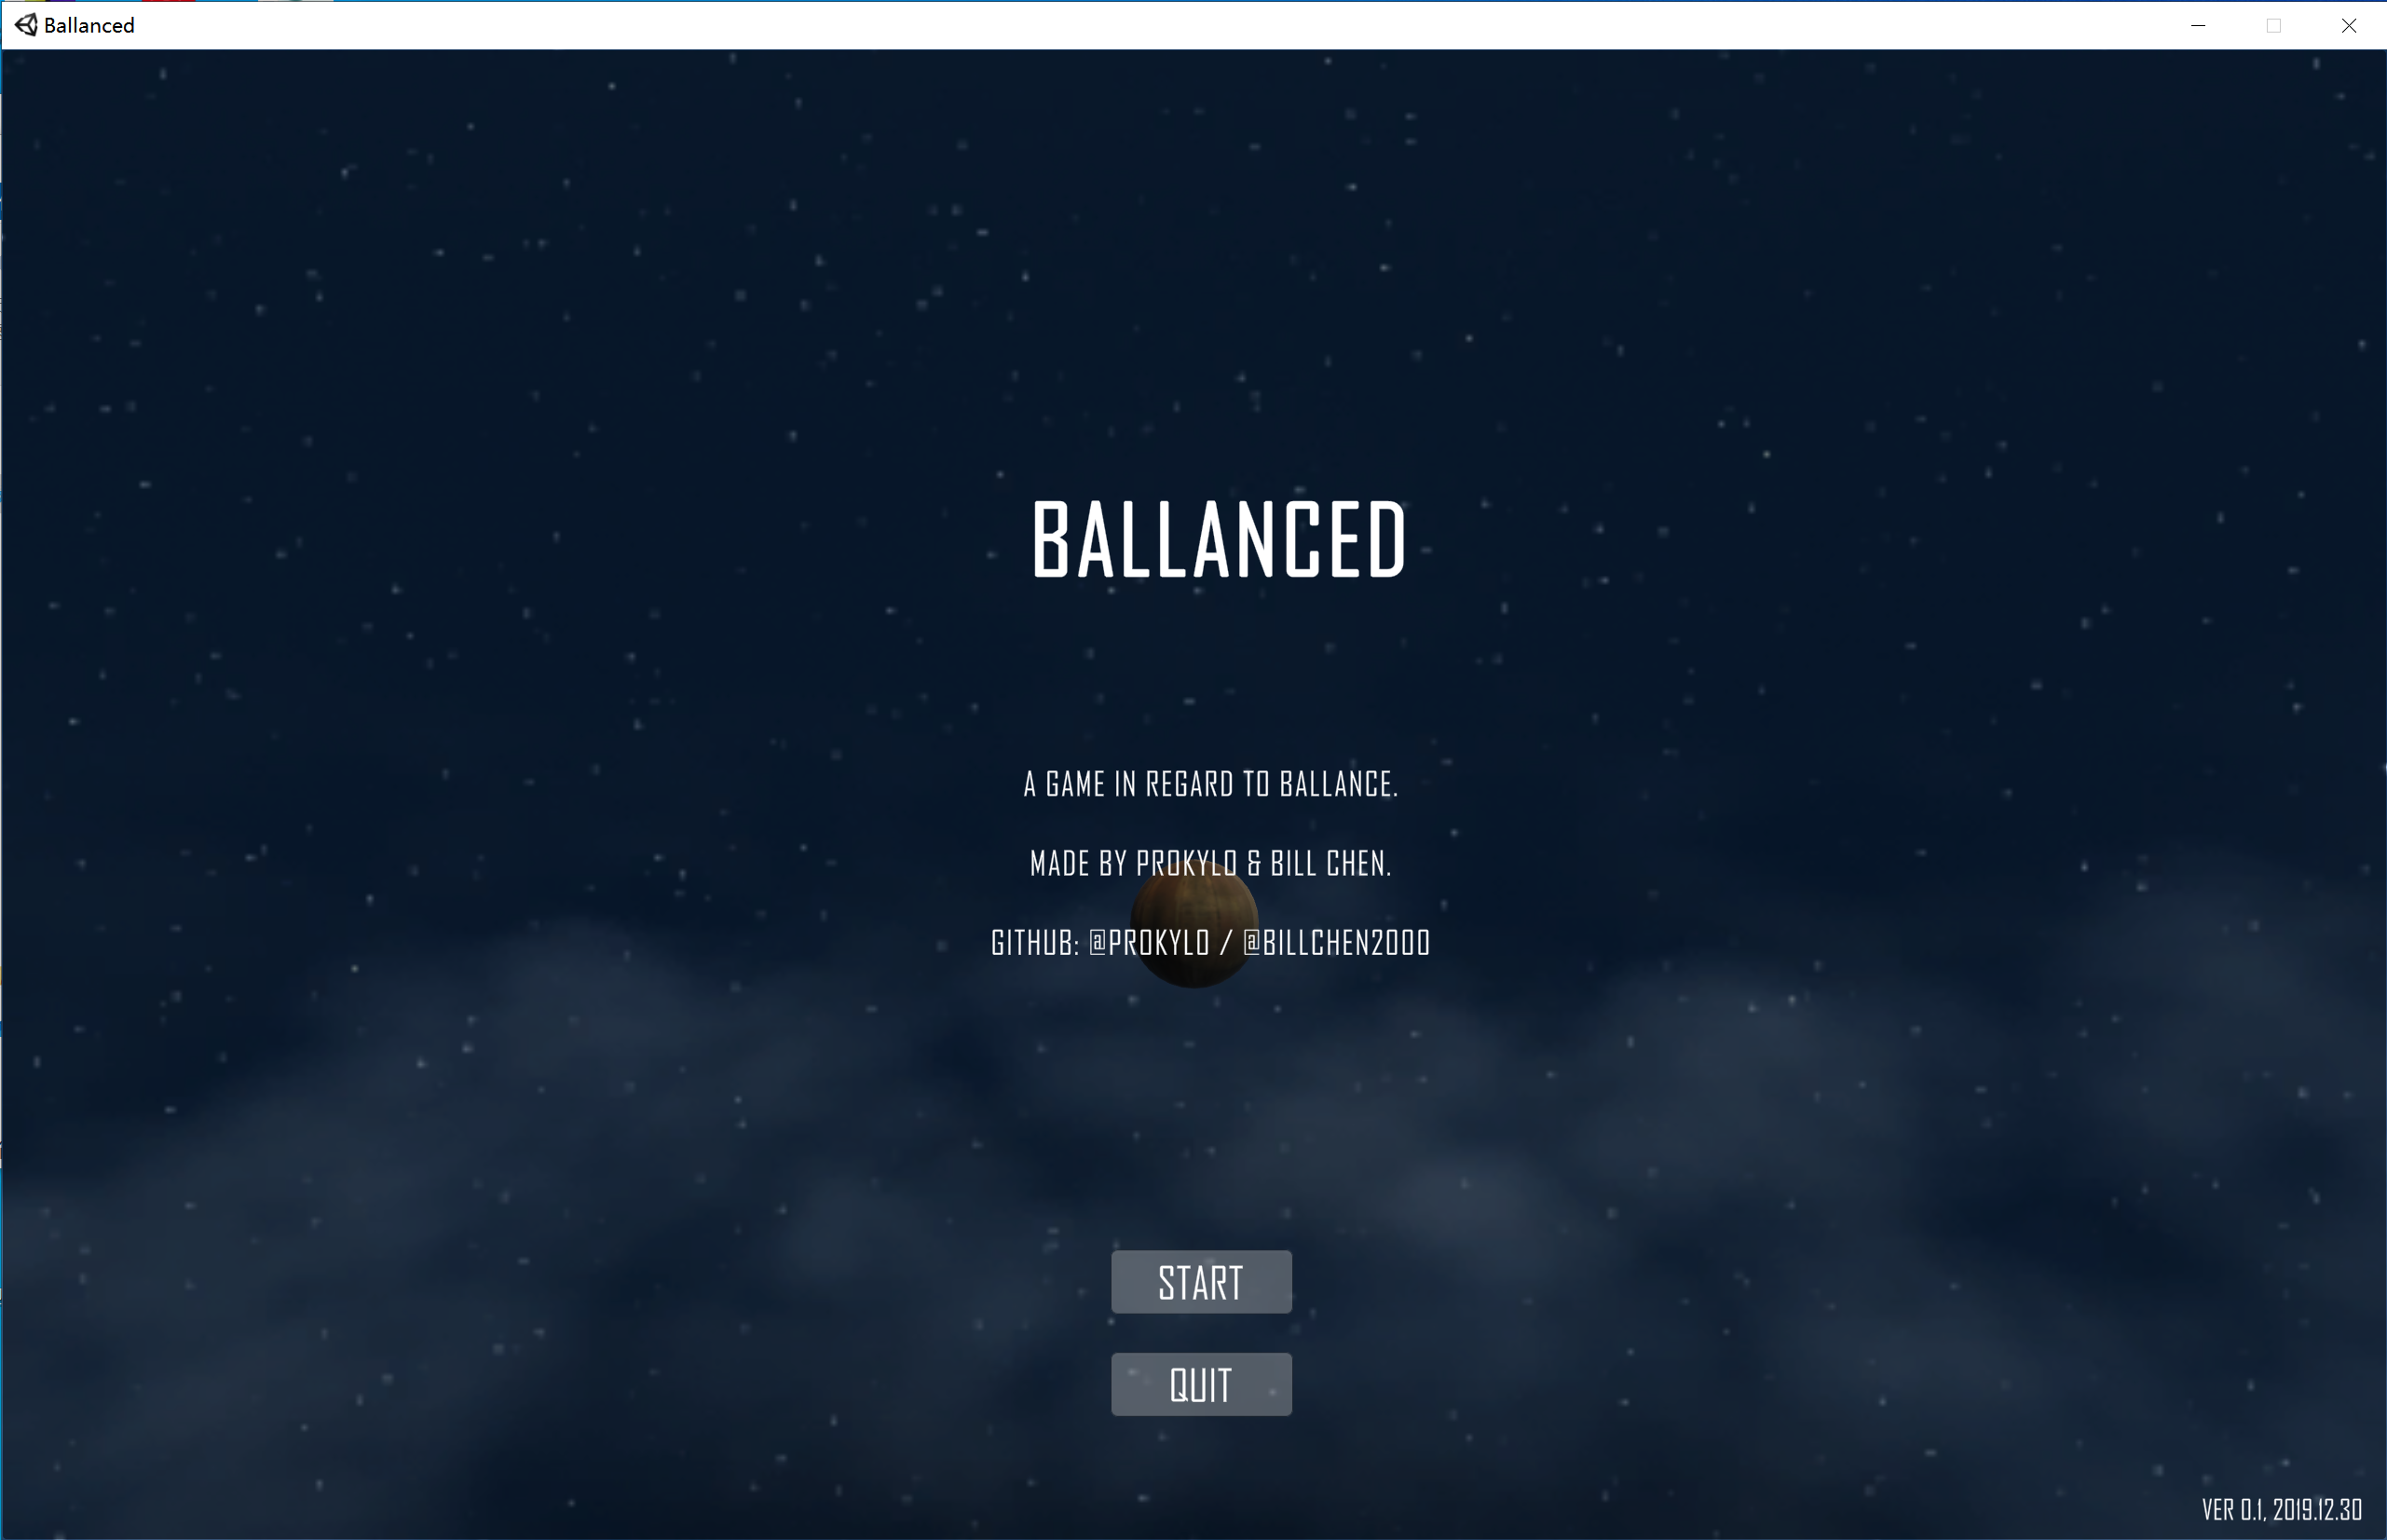 Ballanced
BALLANCED
A GAME IN REGARD TO BALLANCE.
MADE BY PROKYLO & BILL CHEN.
GITHUB: @PROKYLO / @BILLCHEN2000
START
QUIT
VER 0.1, 2019.12.30